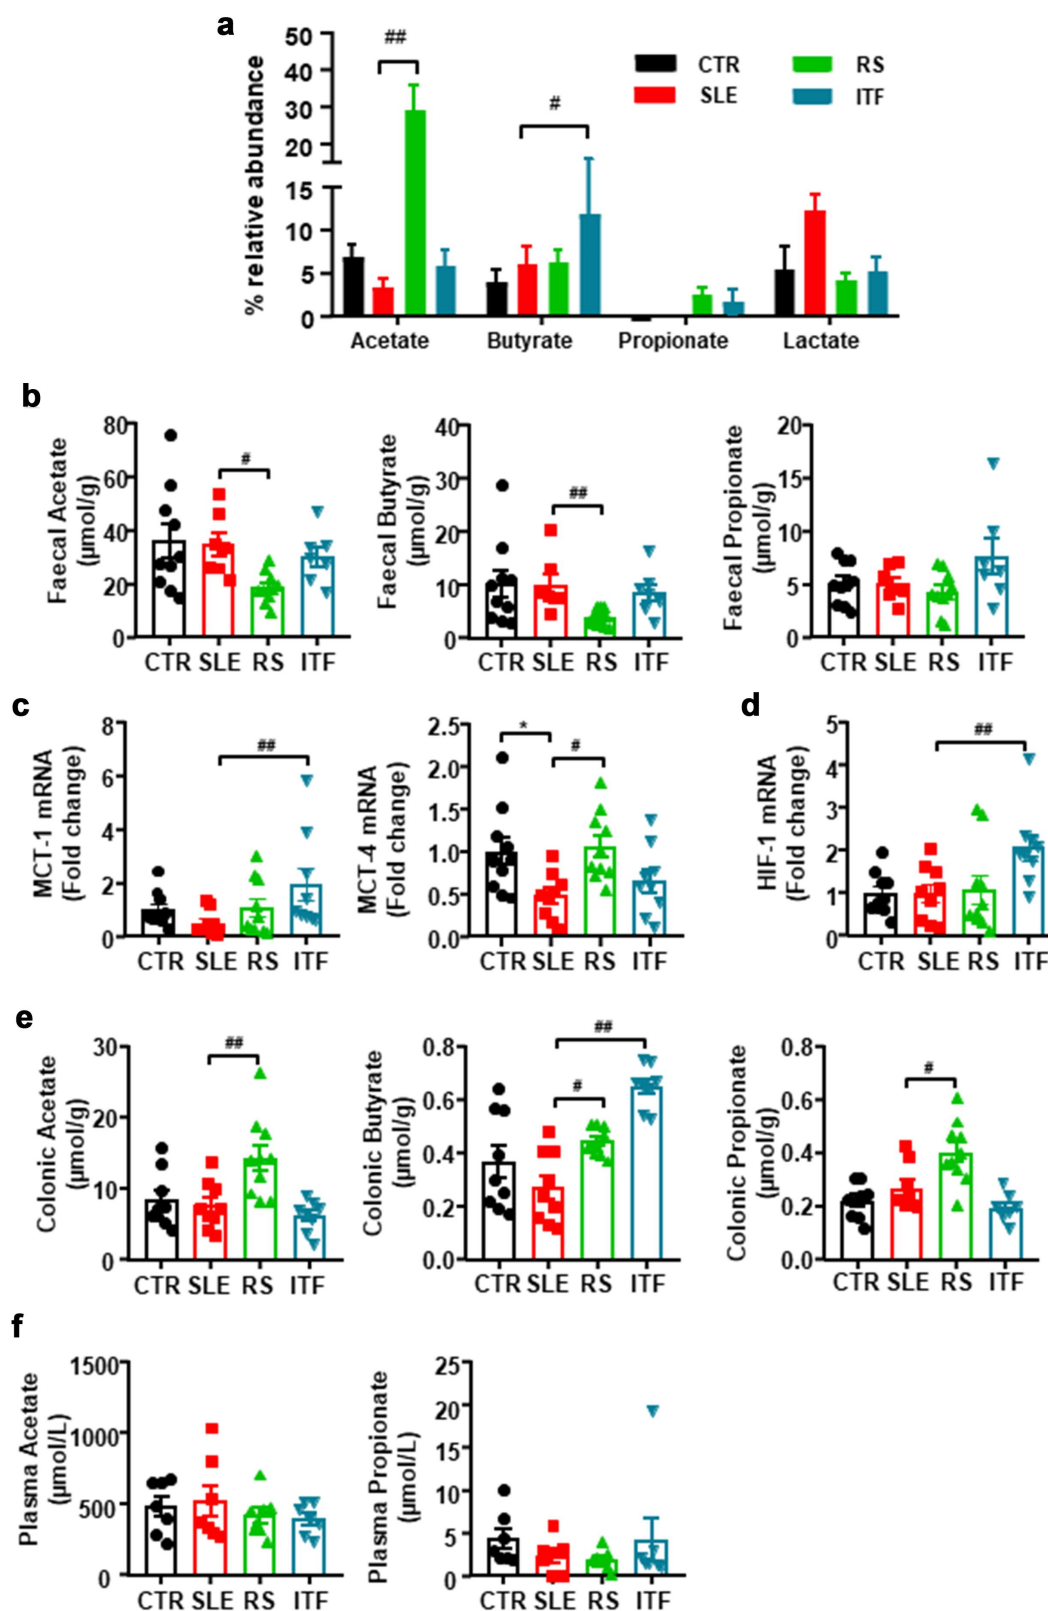 a
50
40
30
20
15
10
5
0
% relative abundance
##
#
CTR
RS
SLE
ITF
Acetate Butyrate Propionate Lactate
b
80
60
40
20
0
Faecal Acetate
(µmol/g)
#
CTR SLE RS ITF
40
30
20
10
0
Faecal Butyrate
(µmol/g)
##
CTR SLE RS ITF
20
15
10
5
0
Faecal Propionate
(µmol/g)
CTR SLE RS ITF
c
8
6
4
2
0
MCT-1 mRNA
(Fold change)
##
CTR SLE RS ITF
2.5
2.0
1.5
1.0
0.5
0.0
MCT-4 mRNA
(Fold change)
*
#
CTR SLE RS ITF
d
5
4
3
2
1
0
HIF-1 mRNA
(Fold change)
##
CTR SLE RS ITF
e
30
20
10
0
Colonic Acetate
(µmol/g)
##
CTR SLE RS ITF
0.8
0.6
0.4
0.2
0.0
Colonic Butyrate
(µmol/g)
##
#
CTR SLE RS ITF
0.8
0.6
0.4
0.2
0.0
Colonic Propionate
(µmol/g)
#
CTR SLE RS ITF
f
1500
1000
500
0
Plasma Acetate
(µmol/L)
CTR SLE RS ITF
25
20
15
10
5
0
Plasma Propionate
(µmol/L)
CTR SLE RS ITF